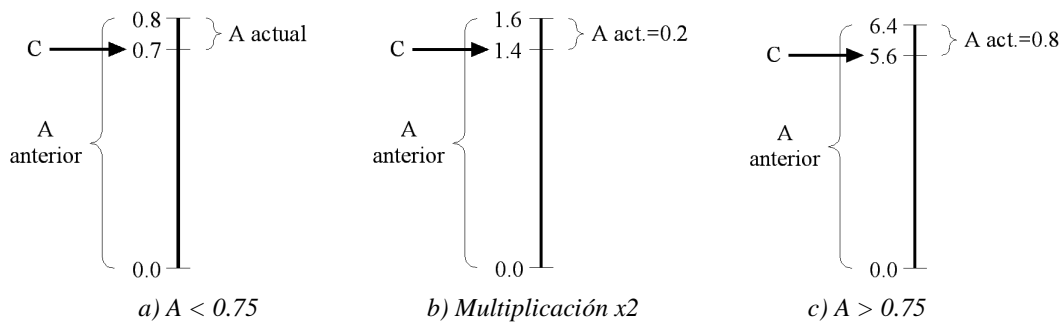 0.8
0.7
A actual
C
A
anterior
0.0
a) A < 0.75
1.6
1.4
A act.=0.2
C
A
anterior
0.0
b) Multiplicación x2
6.4
5.6
A act.=0.8
C
A
anterior
0.0
c) A > 0.75